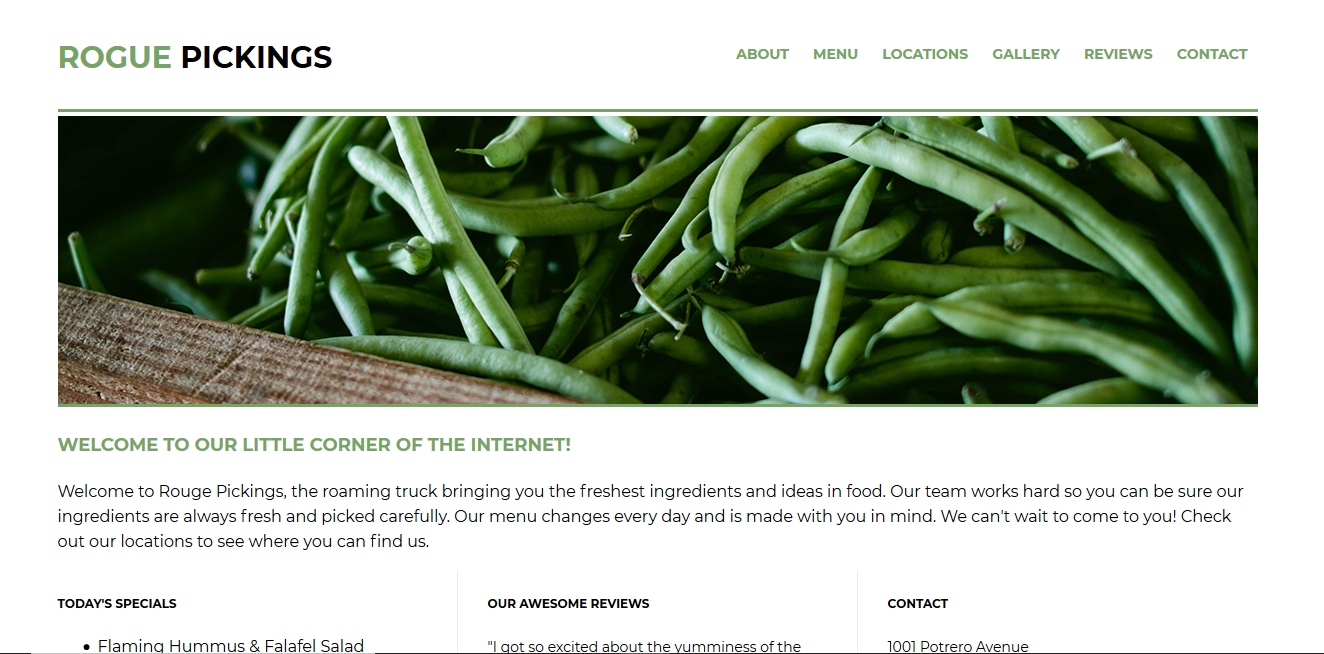 ROGUE PICKINGS
ABOUT MENU LOCATIONS GALLERY REVIEWS CONTACT
WELCOME TO OUR LITTLE CORNER OF THE INTERNET!
Welcome to Rouge Pickings, the roaming truck bringing you the freshest ingredients and ideas in food. Our team works hard so you can be sure our
ingredients are always fresh and picked carefully. Our menu changes every day and is made with you in mind. We can't wait to come to you! Check
out our locations to see where you can find us.
TODAY'S SPECIALS
• Flaming Hummus & Falafel Salad
OUR AWESOME REVIEWS
"I got so excited about the yumminess of the
CONTACT
1001 Potrero Avenue